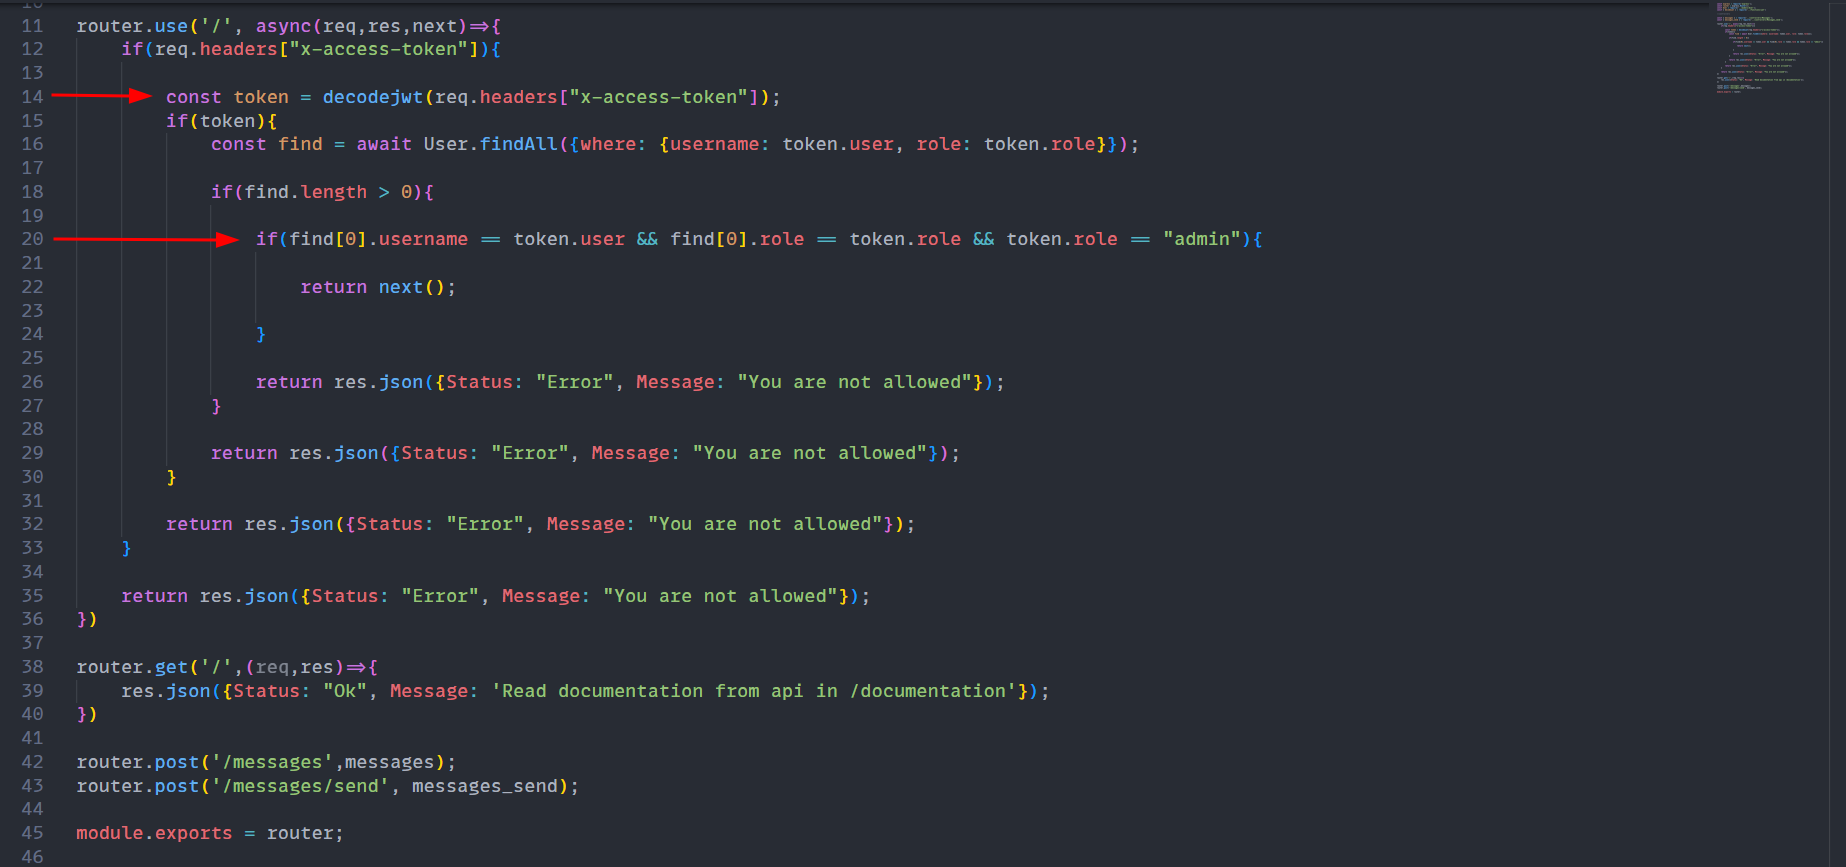 10
11 router.use('/', async(req,res,next)=>{
12 if(req.headers["x-access-token"]){
13
14 const token = decodejwt(req.headers["x-access-token"]);
15 if(token){
16 const find = await User.findAll({where: {username: token.user, role: token.role}});
17
18 if(find.length > 0){
19
20 if(find[0].username == token.user && find[0].role == token.role && token.role == "admin"){
21
22 return next();
23
24 }
25
26 return res.json({Status: "Error", Message: "You are not allowed"});
27 }
28
29 return res.json({Status: "Error", Message: "You are not allowed"});
30 }
31
32 return res.json({Status: "Error", Message: "You are not allowed"});
33 }
34
35 return res.json({Status: "Error", Message: "You are not allowed"});
36 })
37
38 router.get('/',(req,res)=>{
39 res.json({Status: "Ok", Message: 'Read documentation from api in /documentation'});
40 })
41
42 router.post('/messages',messages);
43 router.post('/messages/send', messages_send);
44
45 module.exports = router;
46